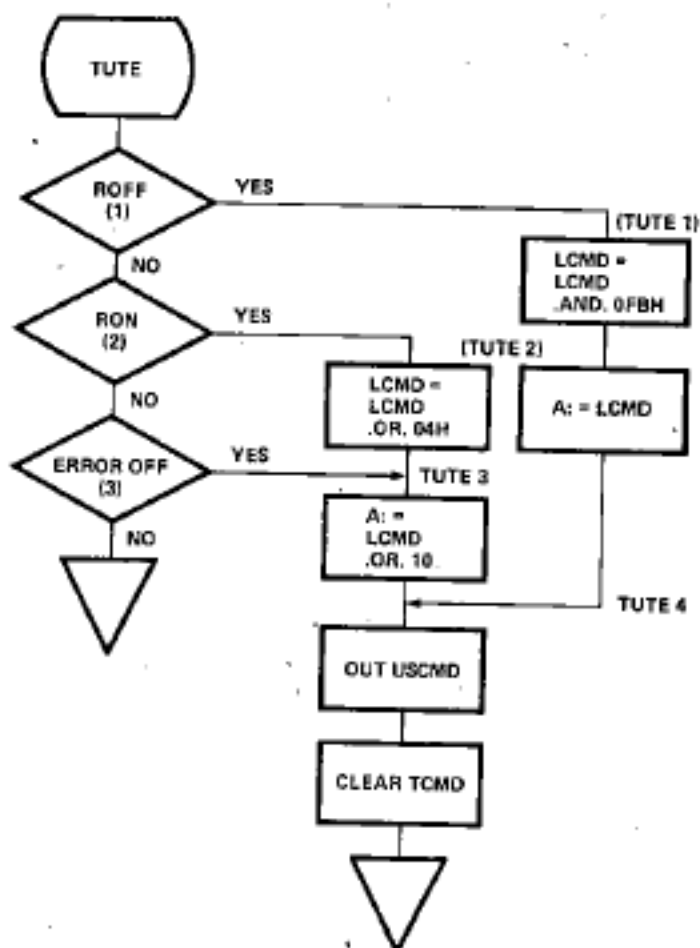 TUTE
ROFF
(1)
YES
(TUTE 1)
LCMD =
LCMD
.AND. 0FBH
NO
RON
(2)
YES
(TUTE 2)
LCMD =
LCMD
.OR. 04H
A: = LCMD
NO
ERROR OFF
(3)
YES
TUTE 3
A: =
LCMD
.OR. 10
NO
TUTE 4
OUT USCMD
CLEAR TCMD